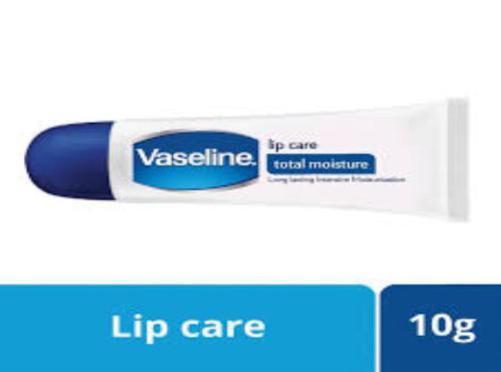 Vaseline.
lip care
total moisture
Long lasting Intensive Moisturisation
Lip care
10g